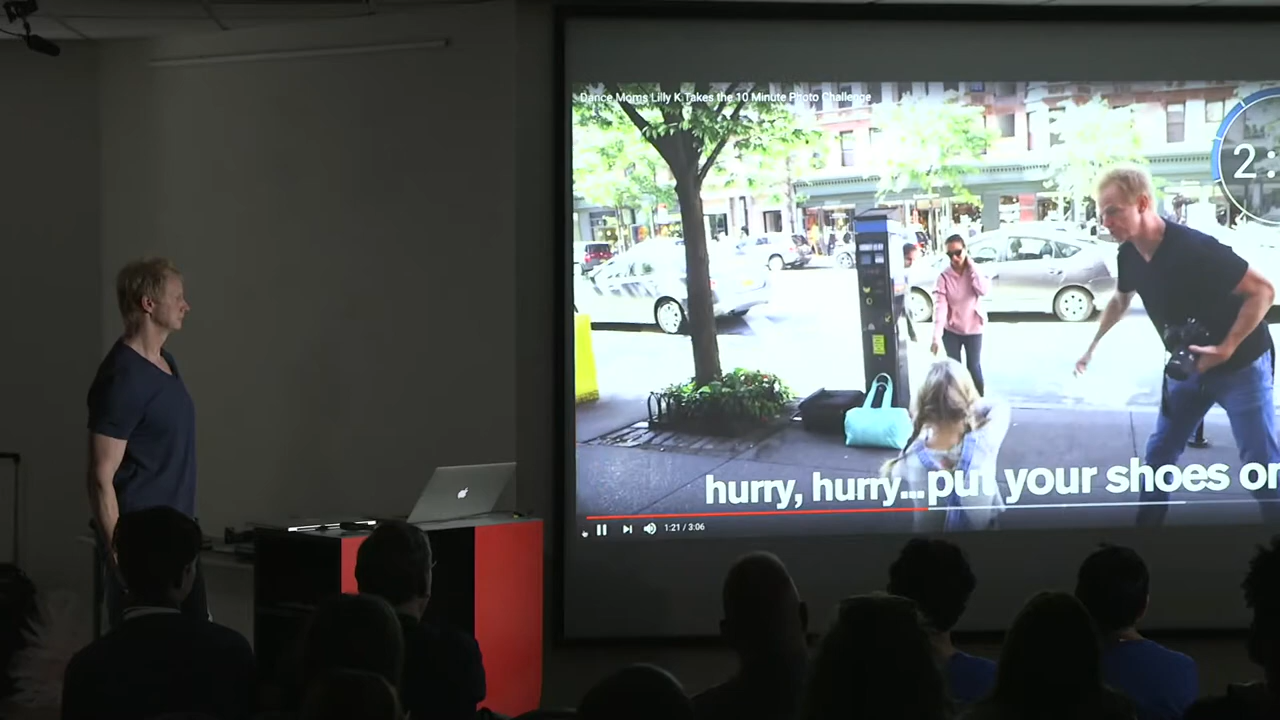 Dance Moms Lilly K Takes the 10 Minute Photo Challenge
2:
hurry, hurry...put your shoes on
1:21 / 3:06